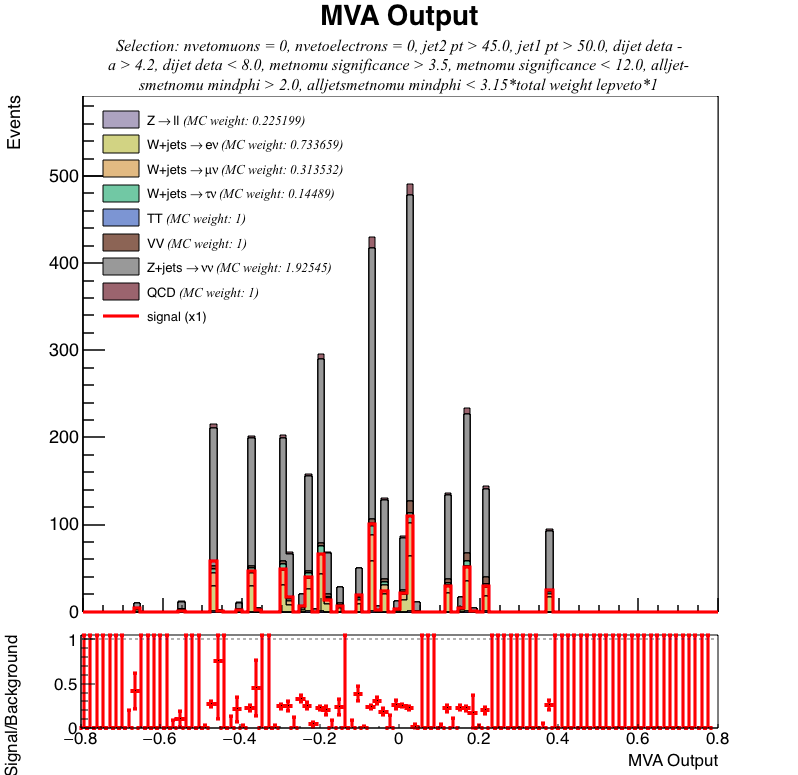 MVA Output
Selection: nvetomuons = 0, nvetoelectrons = 0, jet2 pt > 45.0, jet1 pt > 50.0, dijet deta -
a > 4.2, dijet deta < 8.0, metnomu significance > 3.5, metnomu significance < 12.0, alljet-
smetnomu mindphi > 2.0, alljetsmetnomu mindphi < 3.15*total weight lepveto*1
Events
Z → ll (MC weight: 0.225199)
W+jets → eν (MC weight: 0.733659)
W+jets → μν (MC weight: 0.313532)
W+jets → τν (MC weight: 0.14489)
TT (MC weight: 1)
VV (MC weight: 1)
Z+jets → νν (MC weight: 1.92545)
QCD (MC weight: 1)
signal (x1)
500
400
300
200
100
0
Signal/Background
1
0.5
0
−0.8 −0.6 −0.4 −0.2 0 0.2 0.4 0.6 0.8
MVA Output